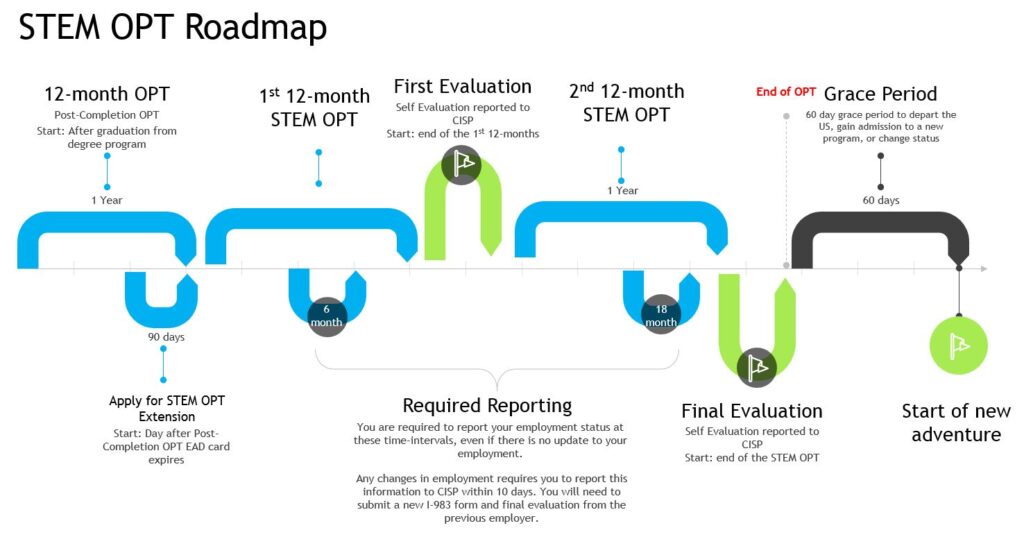 STEM OPT Roadmap
12-month OPT
Post-Completion OPT
Start: After graduation from
degree program
1 Year
90 days
Apply for STEM OPT
Extension
Start: Day after Post-
Completion OPT EAD card
expires
1st 12-month
STEM OPT
6
month
First Evaluation
Self Evaluation reported to
CISP
Start: end of the 1st 12-months
Required Reporting
You are required to report your employment status at
these time-intervals, even if there is no update to your
employment.
Any changes in employment requires you to report this
information to CISP within 10 days. You will need to
submit a new I-983 form and final evaluation from the
previous employer.
2nd 12-month
STEM OPT
1 Year
18
month
Final Evaluation
Self Evaluation reported to
CISP
Start: end of the STEM OPT
End of OPT
Grace Period
60 day grace period to depart the
US, gain admission to a new
program, or change status
60 days
Start of new
adventure